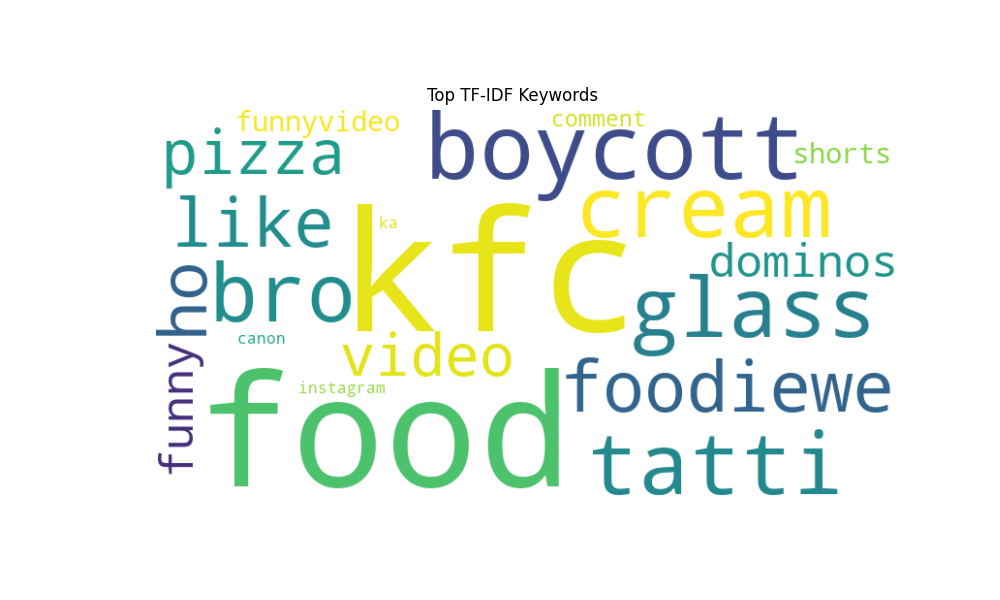 Top TF-IDF Keywords
funnyvideo
comment
boycott
pizza
shorts
cream
like
ka
kfc
dominos
ho
bro
glass
canon
video
funny
instagram
foodiewe
food
tatti